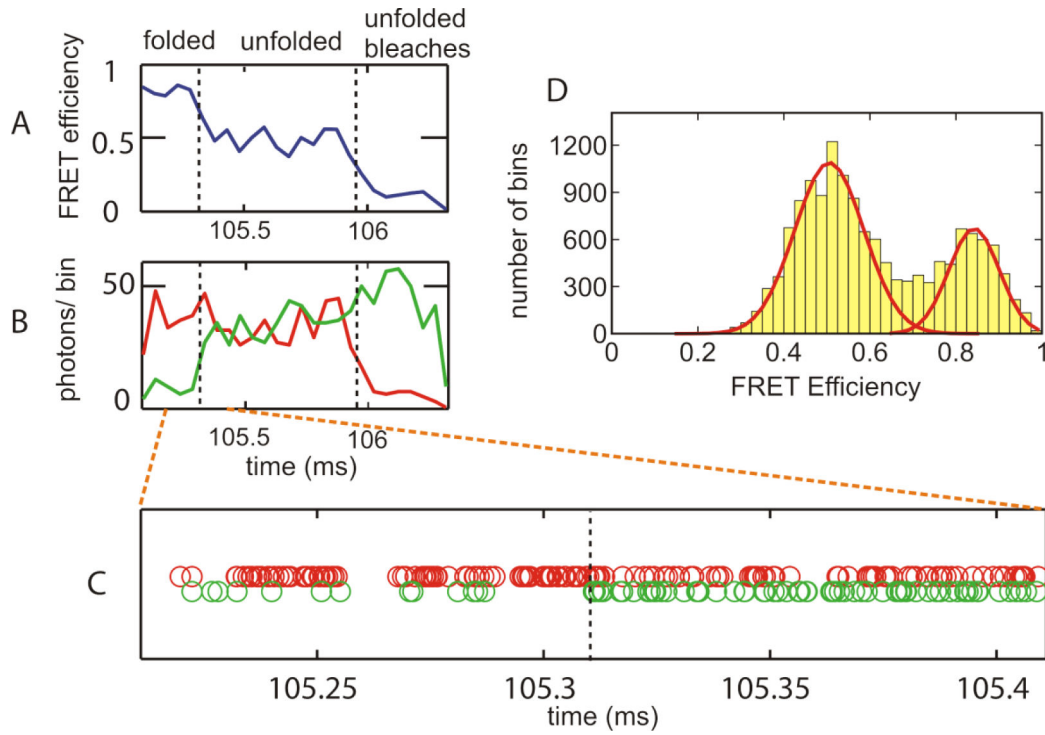 folded
unfolded
unfolded
bleaches
A
FRET efficiency
1
0.5
0
105.5
106
B
photons/ bin
50
0
105.5
106
time (ms)
D
number of bins
1200
900
600
300
0
0
0.2
0.4
0.6
0.8
1
FRET Efficiency
C
105.25
105.3
105.35
105.4
time (ms)